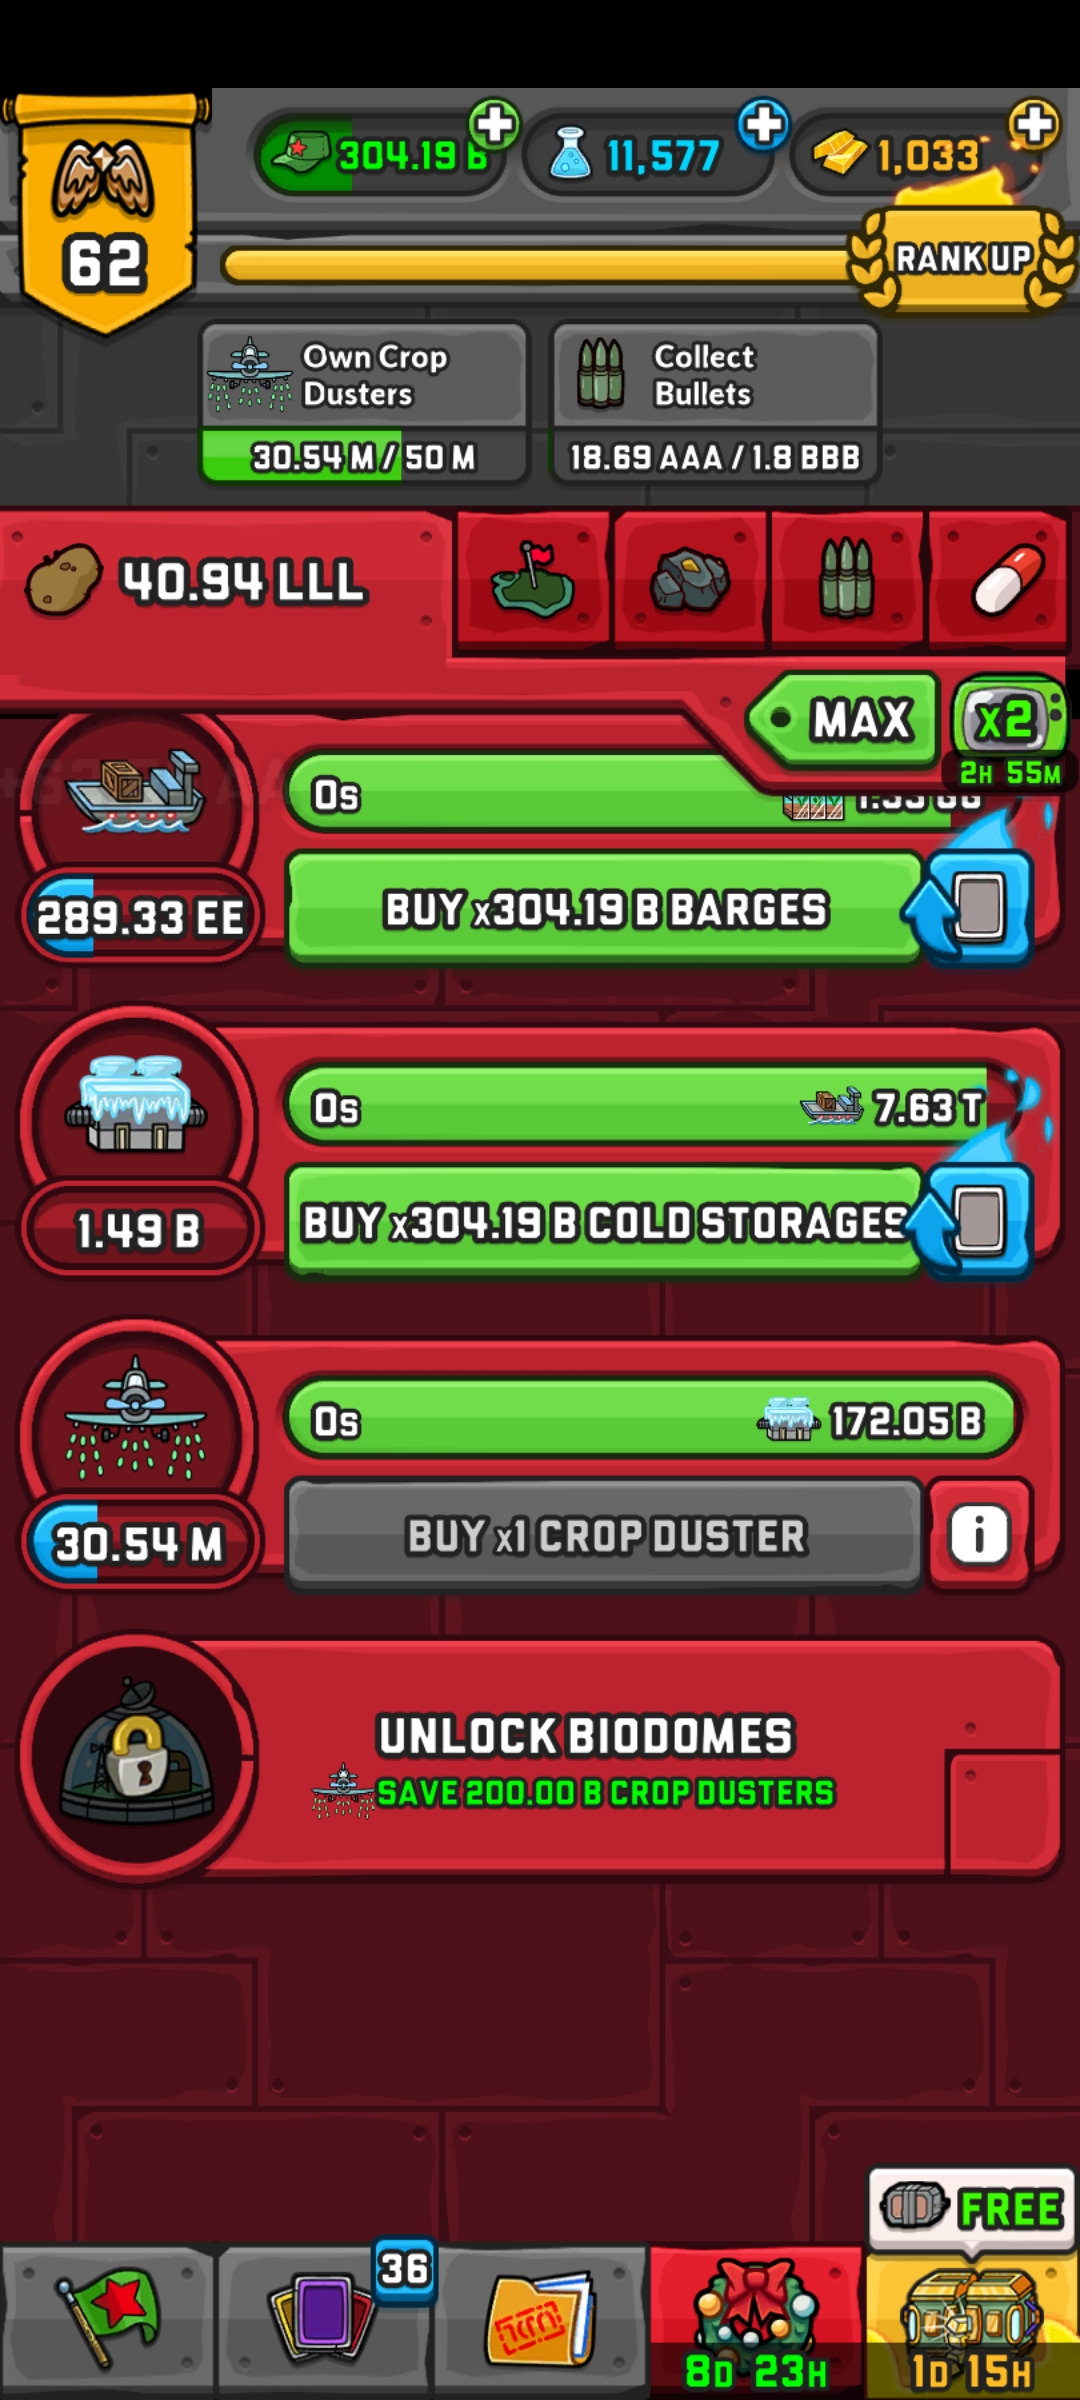 62
304.19 B
11,577
1,033
RANK UP
Own Crop
Dusters
30.54 M / 50 M
Collect
Bullets
18.69 AAA / 1.8 BBB
40.94 LLL
MAX
x2
2H 55M
0s
289.33 EE
BUY x304.19 B BARGES
0s
7.63 T
1.49 B
BUY x304.19 B COLD STORAGES
0s
172.05 B
30.54 M
BUY x1 CROP DUSTER
i
UNLOCK BIODOMES
SAVE 200.00 B CROP DUSTERS
FREE
36
8D 23H
1D 15H